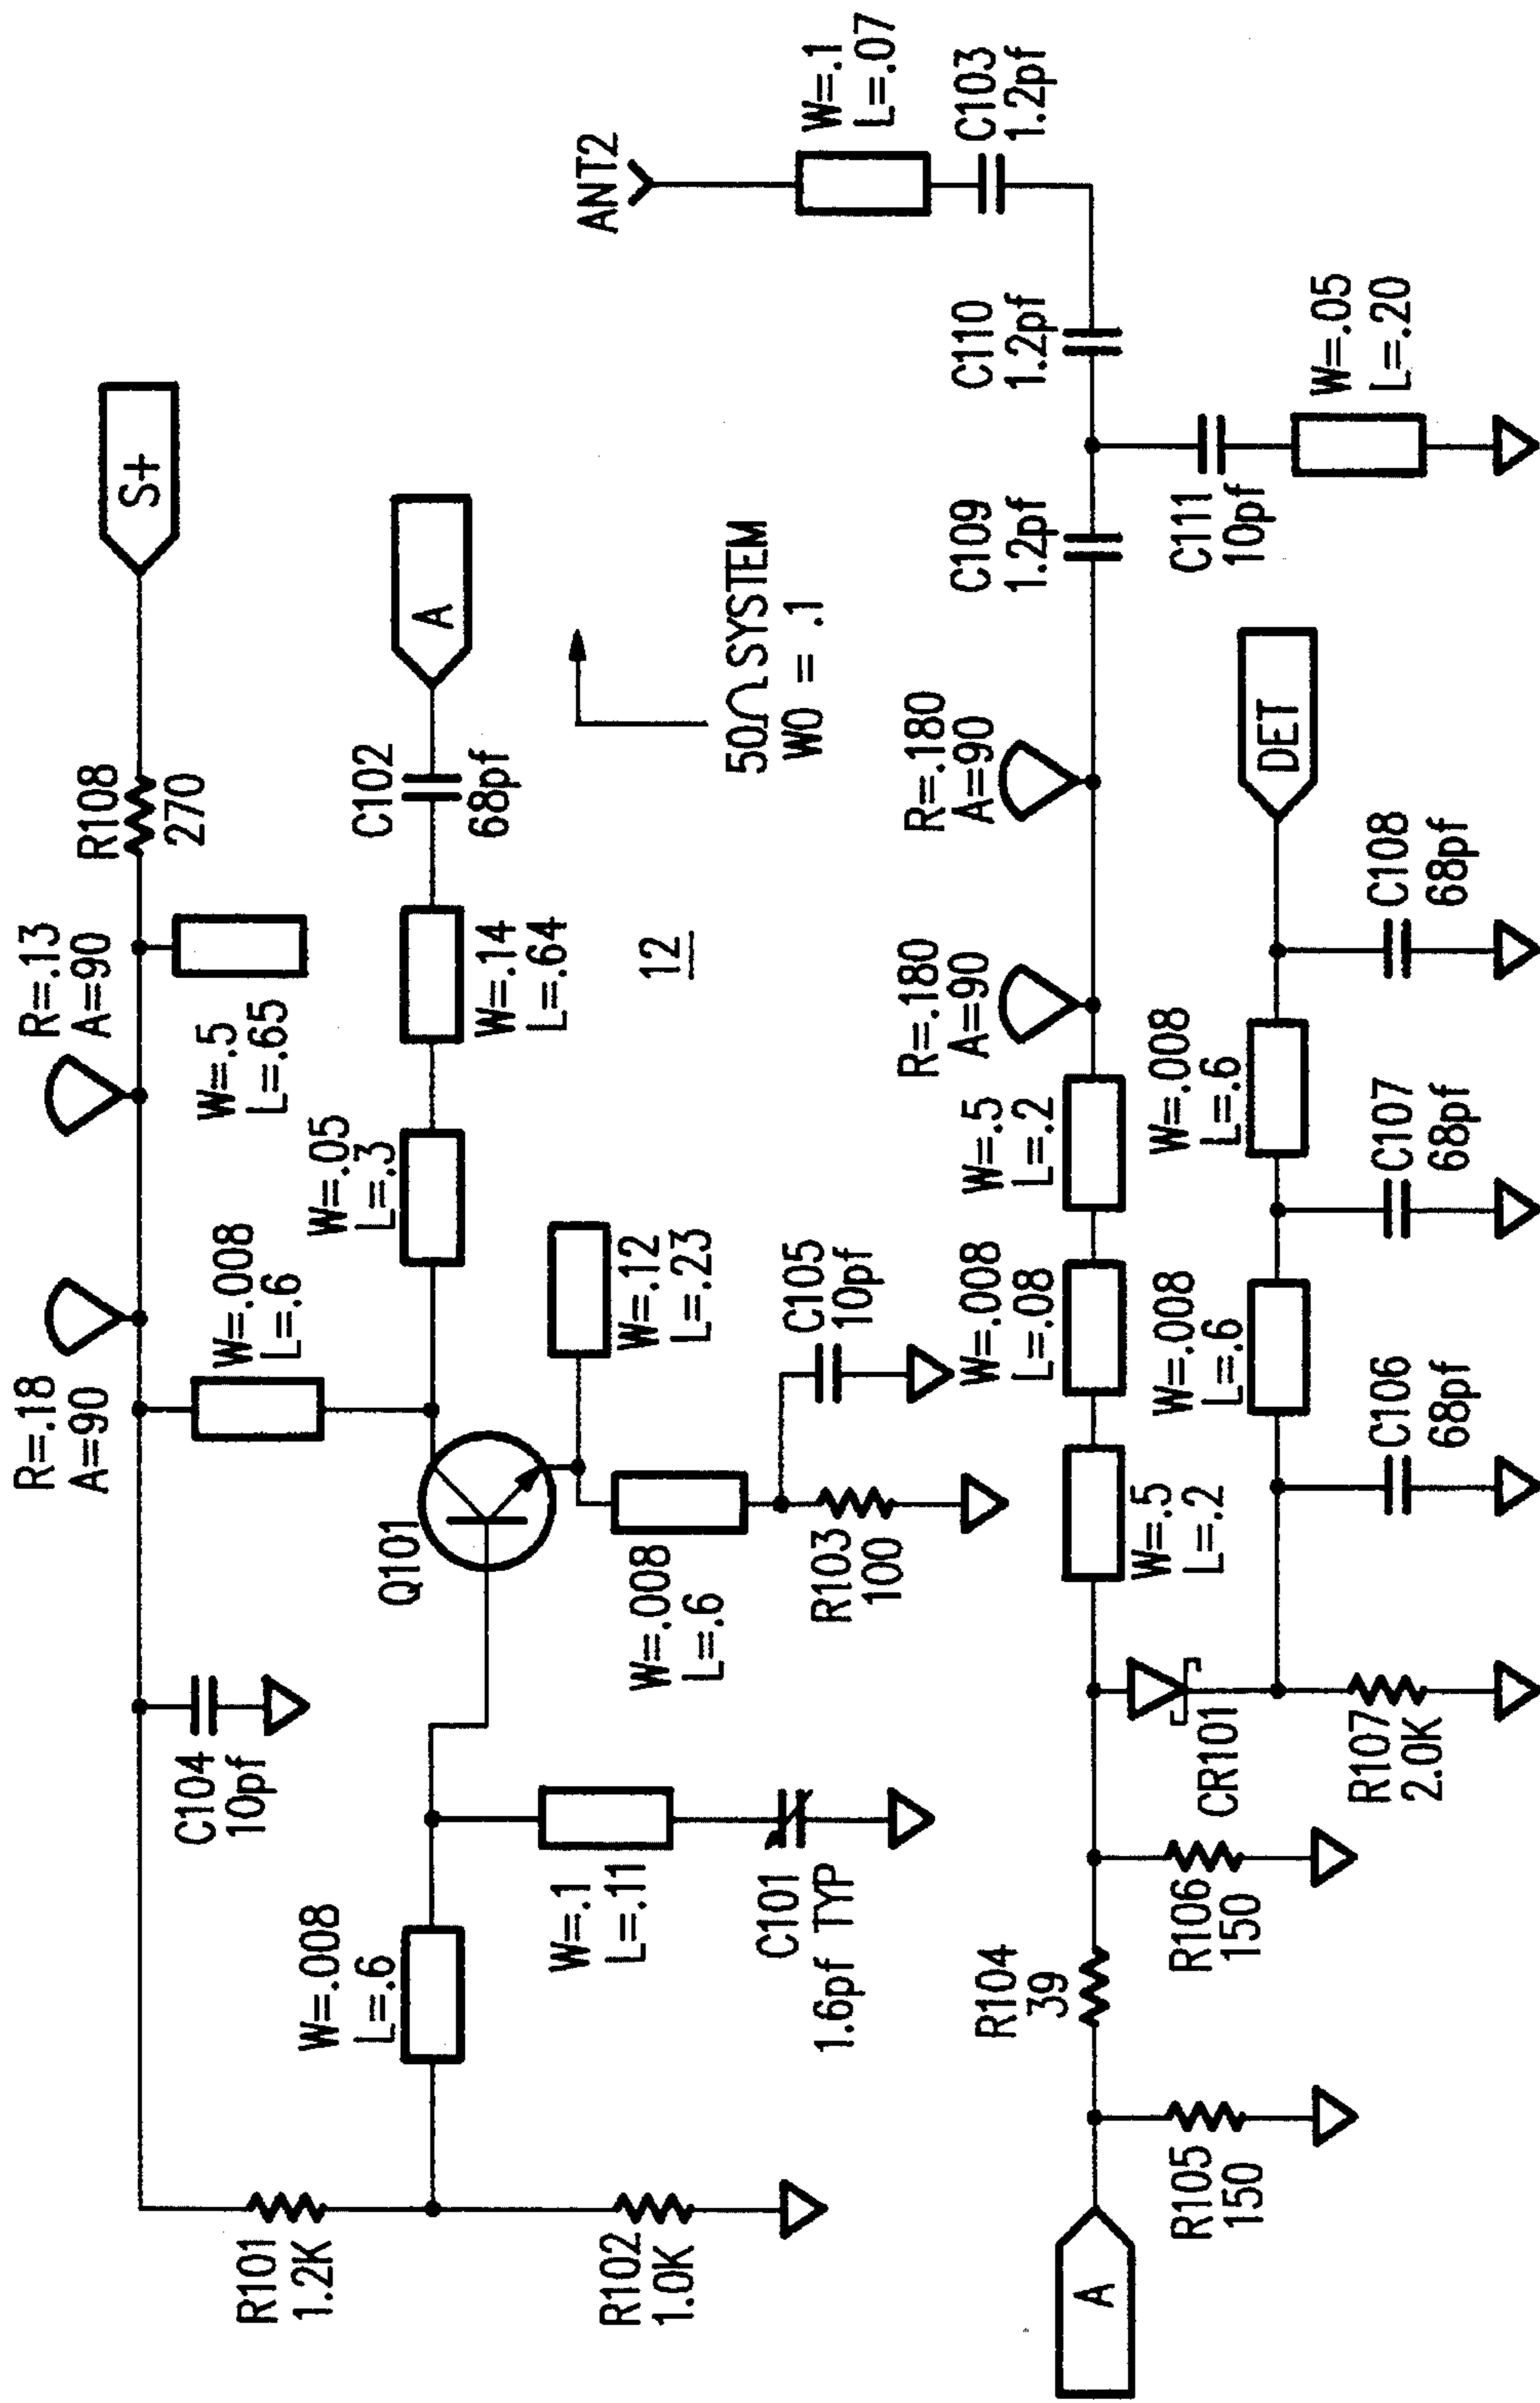 S+
R108
270
R=.13
A=90
W=.5
L=.65
R=.18
A=90
W=.008
L=.6
C104
10pf
R101
1.2K
A
C102
68pf
W=.14
L=.64
W=.05
L=.3
Q101
W=.12
L=.23
W=.008
L=.6
W=.008
L=.6
R103
100
C105
10pf
W=.1
L=.11
C101
1.6pf TYP
R102
1.0K
50Ω SYSTEM
W0 = .1
12
ANT2
W=.1
L=.07
C103
1.2pf
C110
1.2pf
C109
1.2pf
C111
10pf
W=.05
L=.20
R=.180
A=90
R=.180
A=90
W=.5
L=.2
W=.008
L=.08
W=.5
L=.2
R104
39
A
R105
150
R106
150
CR101
R107
2.0K
C106
68pf
W=.008
L=.6
C107
68pf
W=.008
L=.6
C108
68pf
DET